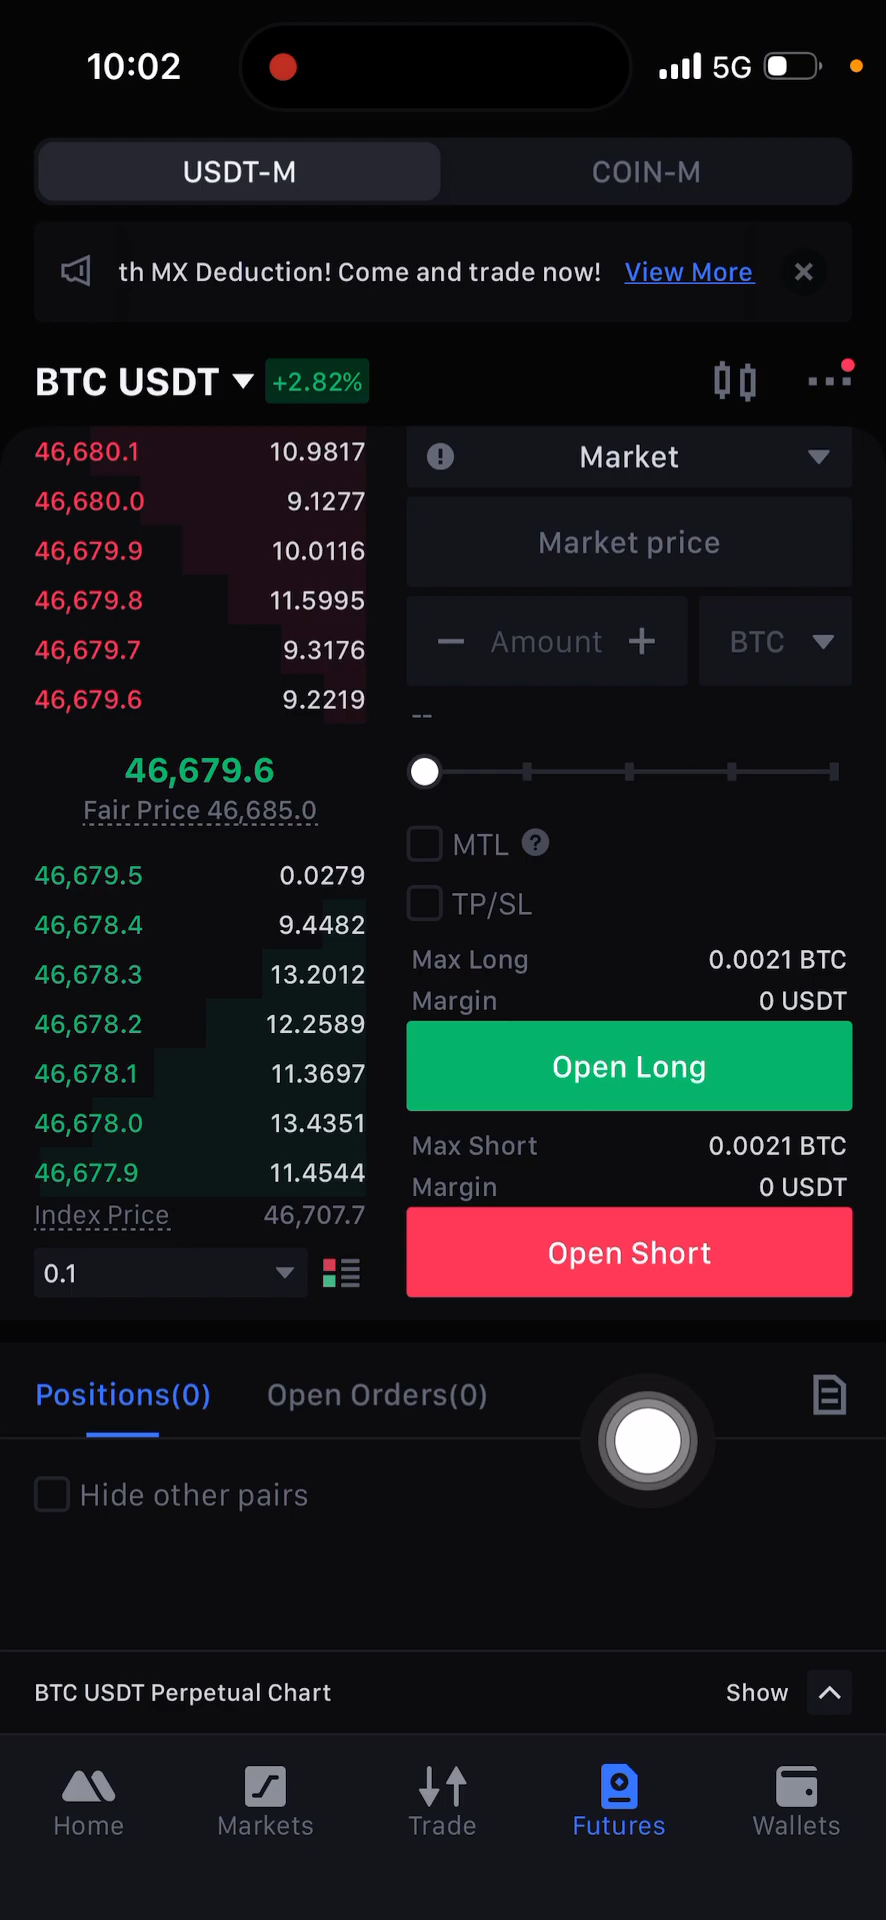 10:02
5G
USDT-M
COIN-M
th MX Deduction! Come and trade now! View More
BTC USDT +2.82%
46,680.1 10.9817
46,680.0 9.1277
46,679.9 10.0116
46,679.8 11.5995
46,679.7 9.3176
46,679.6 9.2219
46,679.6
Fair Price 46,685.0
46,679.5 0.0279
46,678.4 9.4482
46,678.3 13.2012
46,678.2 12.2589
46,678.1 11.3697
46,678.0 13.4351
46,677.9 11.4544
Index Price 46,707.7
0.1
Market
Market price
Amount
BTC
--
MTL
TP/SL
Max Long 0.0021 BTC
Margin 0 USDT
Open Long
Max Short 0.0021 BTC
Margin 0 USDT
Open Short
Positions(0)
Open Orders(0)
Hide other pairs
BTC USDT Perpetual Chart
Show
Home
Markets
Trade
Futures
Wallets